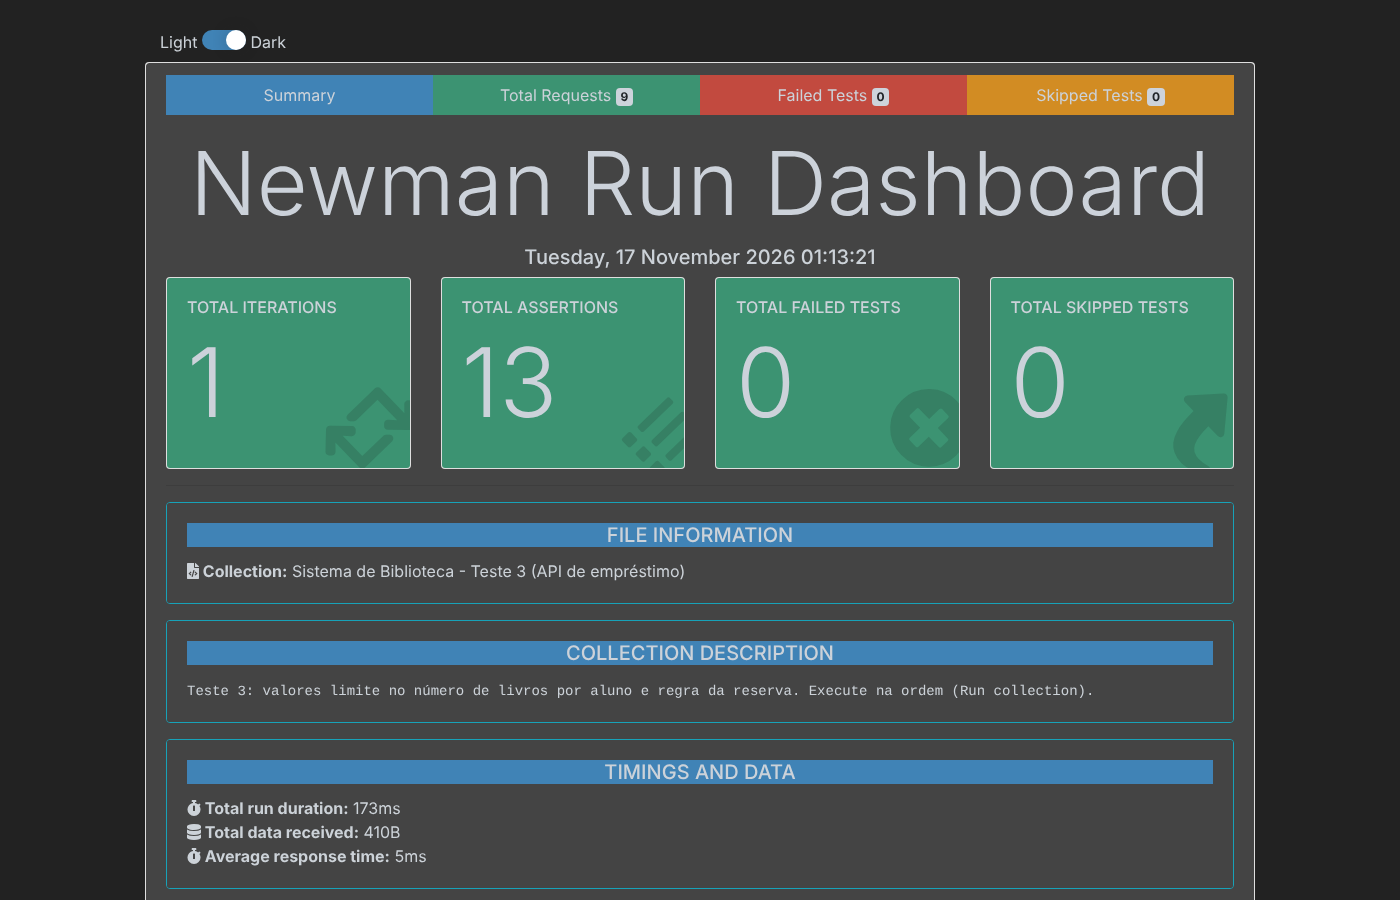 Light Dark
Summary Total Requests 9 Failed Tests 0 Skipped Tests 0
Newman Run Dashboard
Tuesday, 17 November 2026 01:13:21
TOTAL ITERATIONS TOTAL ASSERTIONS TOTAL FAILED TESTS TOTAL SKIPPED TESTS
1 13 0 0
FILE INFORMATION
Collection: Sistema de Biblioteca - Teste 3 (API de empréstimo)
COLLECTION DESCRIPTION
Teste 3: valores limite no número de livros por aluno e regra da reserva. Execute na ordem (Run collection).
TIMINGS AND DATA
Total run duration: 173ms
Total data received: 410B
Average response time: 5ms